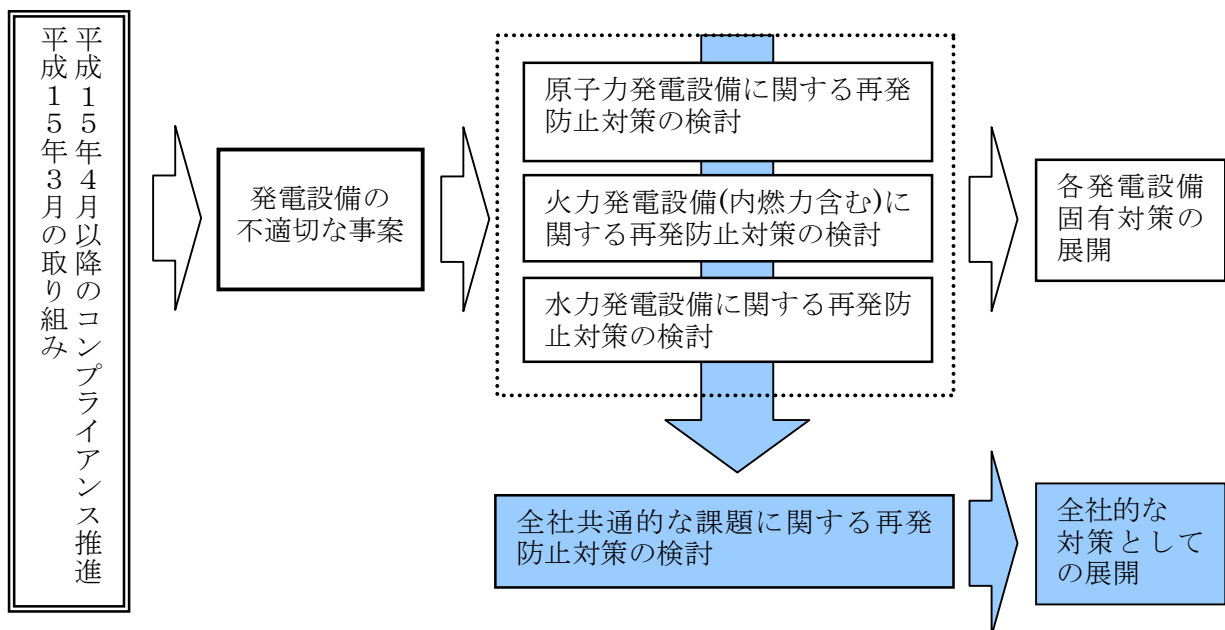 平成１５年４月以降のコンプライアンス推進
平成１５年３月の取り組み
発電設備の
不適切な事案
原子力発電設備に関する再発
防止対策の検討
火力発電設備(内燃力含む)に
関する再発防止対策の検討
水力発電設備に関する再発防
止対策の検討
各発電設備
固有対策の
展開
全社共通的な課題に関する再発
防止対策の検討
全社的な
対策として
の展開